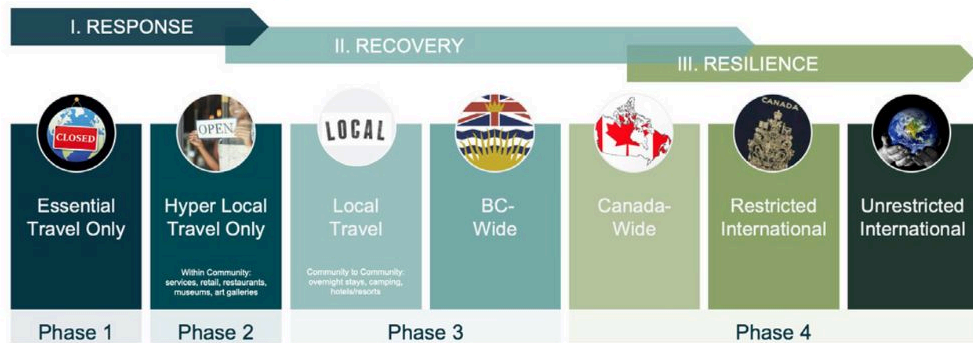 I. RESPONSE
II. RECOVERY
III. RESILIENCE
CLOSED
OPEN
LOCAL
CANADA
Essential
Travel Only
Hyper Local
Travel Only
Within Community:
services, retail, restaurants,
museums, art galleries
Local
Travel
Community to Community:
overnight stays, camping,
hotels/resorts
BC-
Wide
Canada-
Wide
Restricted
International
Unrestricted
International
Phase 1
Phase 2
Phase 3
Phase 4